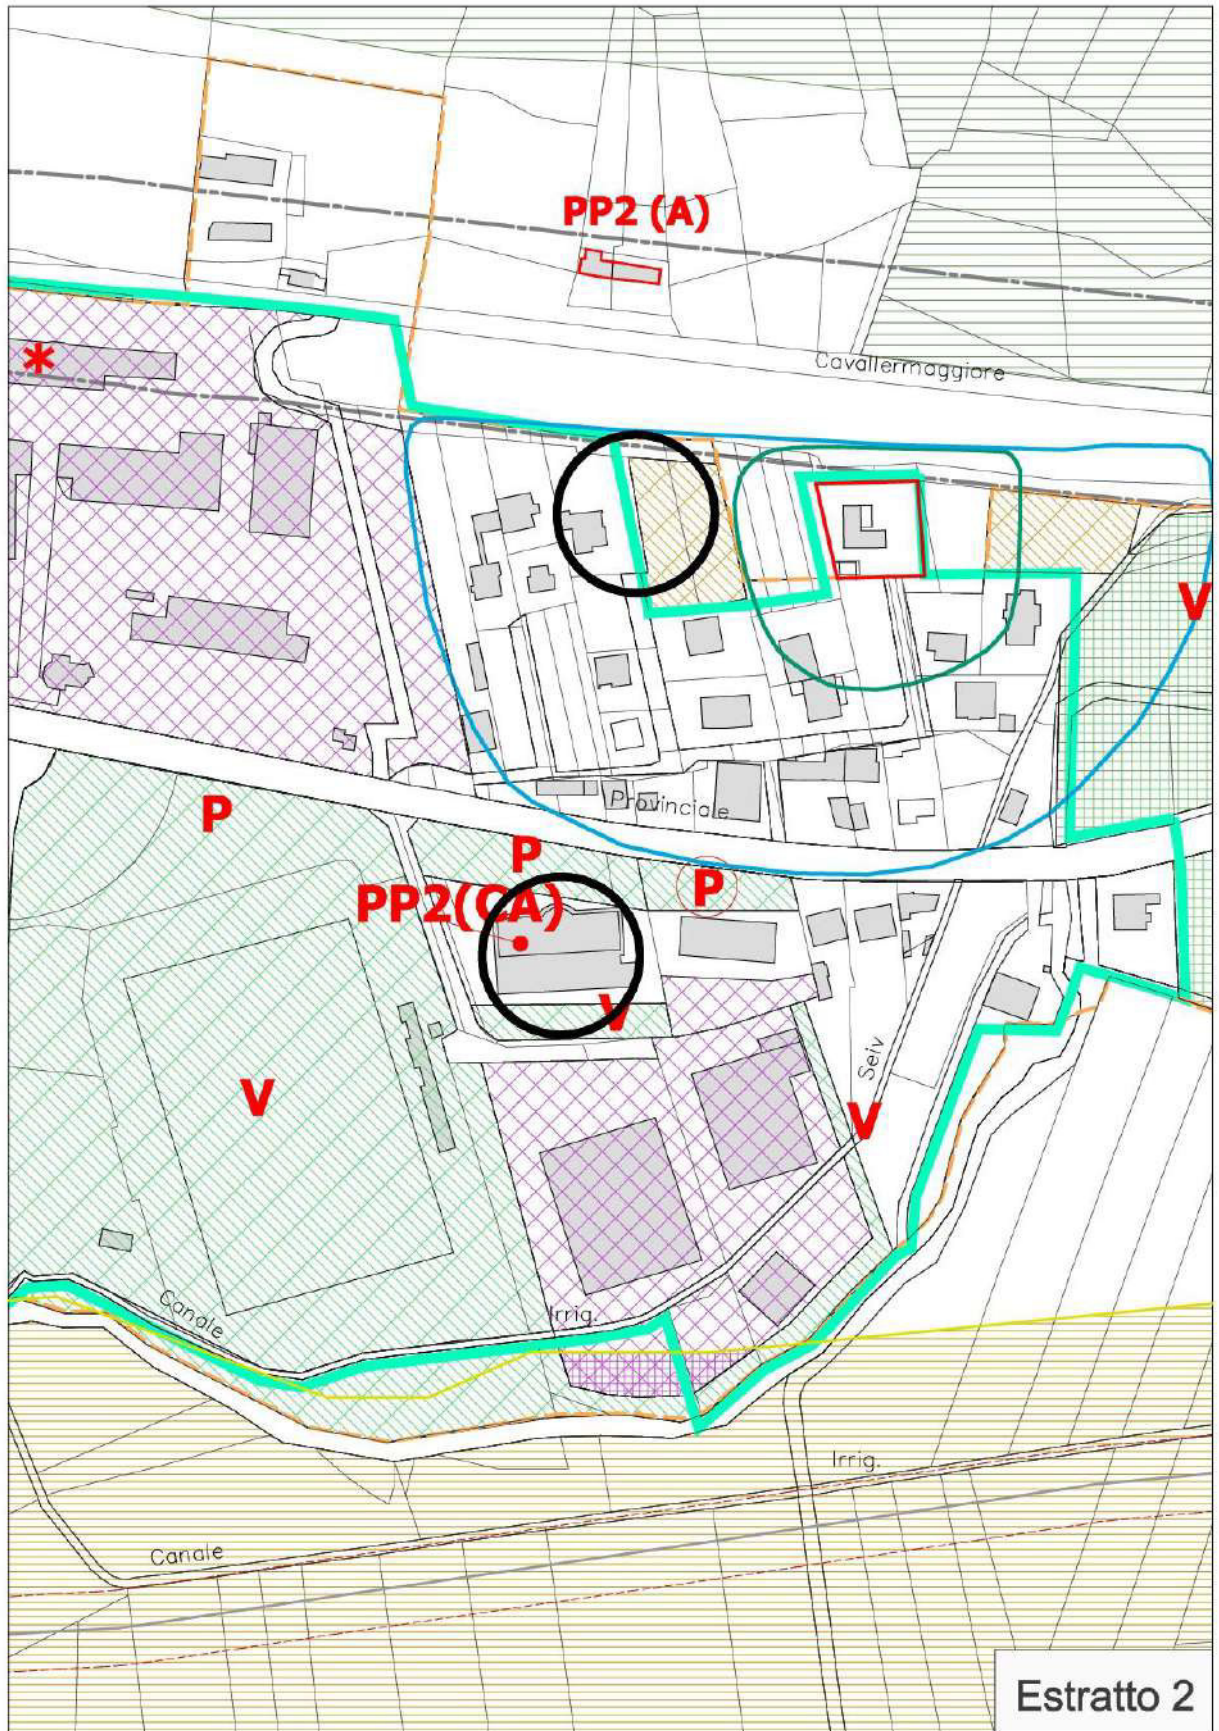 PP2 (A)
Cavallermaggiore
*
V
P
P
Provinciale
P
PP2(CA)
V
Seiv
V
V
Canale
Irrig.
Irrig.
Canale
Estratto 2